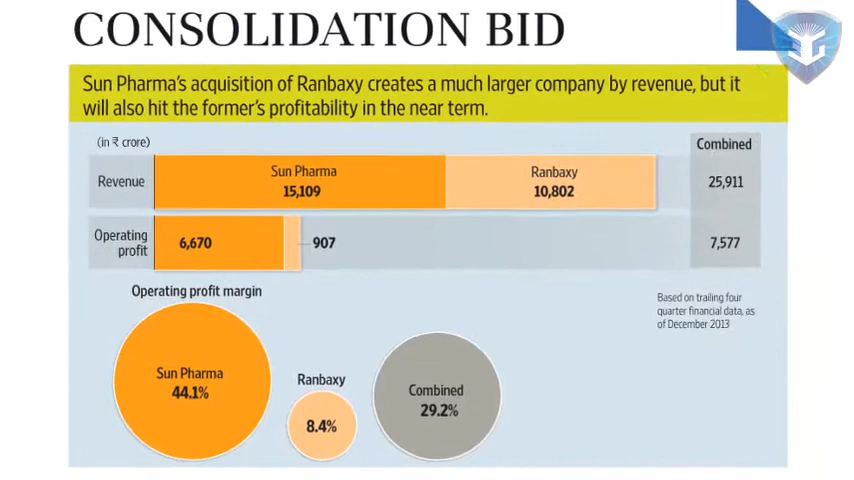 CONSOLIDATION BID
Sun Pharma's acquisition of Ranbaxy creates a much larger company by revenue, but it
will also hit the former's profitability in the near term.
(in ₹ crore)
Combined
Revenue
Sun Pharma
15,109
Ranbaxy
10,802
25,911
Operating
profit
6,670
907
7,577
Operating profit margin
Based on trailing four
quarter financial data, as
of December 2013
Sun Pharma
44.1%
Ranbaxy
8.4%
Combined
29.2%